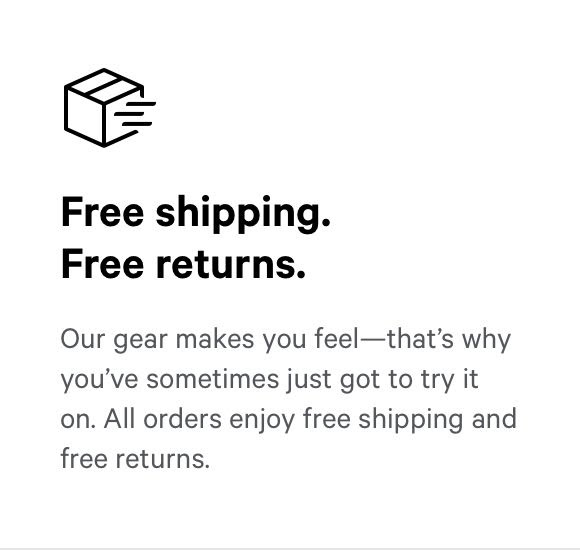 Free shipping.
Free returns.
Our gear makes you feel—that’s why
you’ve sometimes just got to try it
on. All orders enjoy free shipping and
free returns.